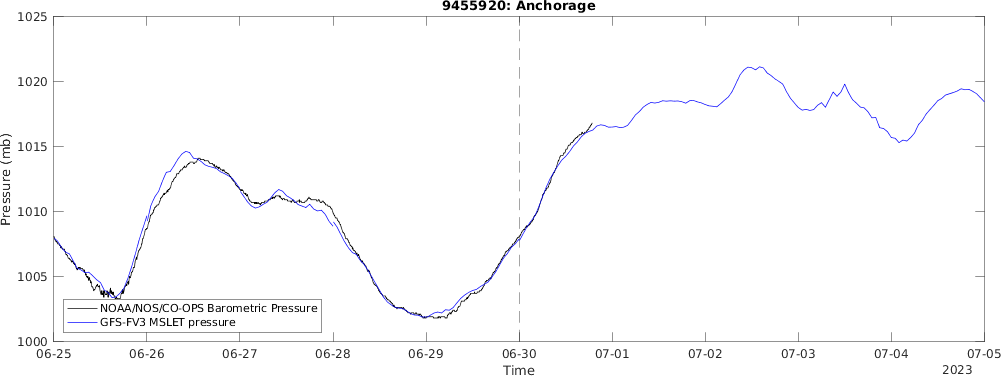 9455920: Anchorage
1025
1020
1015
1010
1005
1000
Pressure (mb)
NOAA/NOS/CO-OPS Barometric Pressure
GFS-FV3 MSLET pressure
06-25 06-26 06-27 06-28 06-29 06-30 07-01 07-02 07-03 07-04 07-05
Time
2023